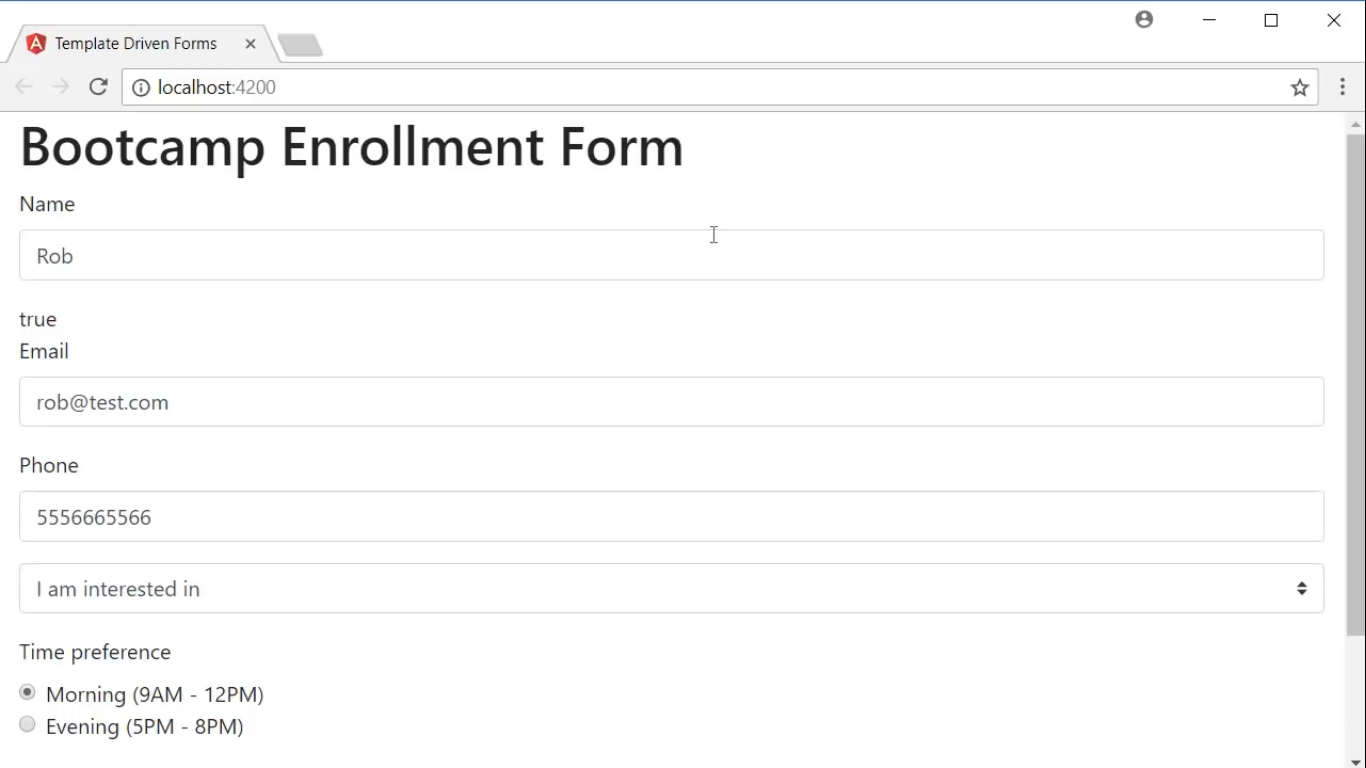 Template Driven Forms
localhost:4200
Bootcamp Enrollment Form
Name
Rob
true
Email
rob@test.com
Phone
5556665566
I am interested in
Time preference
Morning (9AM - 12PM)
Evening (5PM - 8PM)